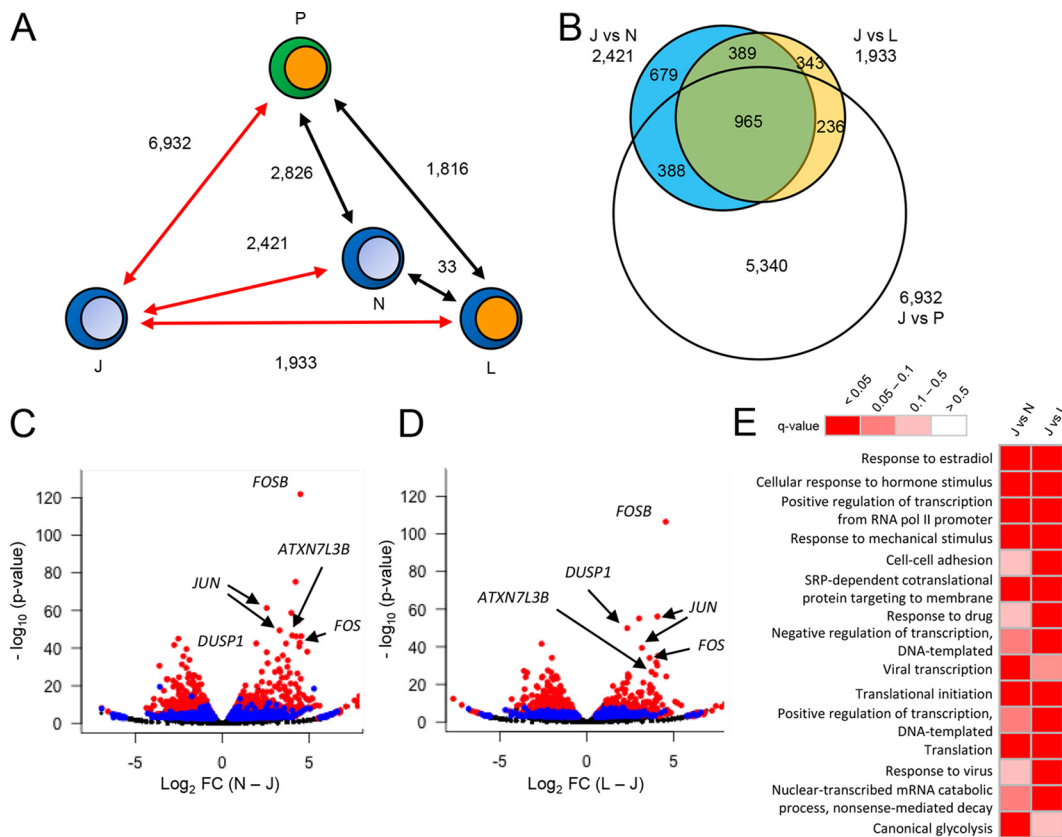 A
P
6,932
2,826
1,816
2,421
33
N
J
L
1,933
B
J vs N
2,421
J vs L
1,933
389
343
679
965
236
388
5,340
6,932
J vs P
C
FOSB
ATXN7L3B
JUN
DUSP1
FOS
120
100
80
60
40
20
0
- log10 (p-value)
-5
0
5
Log2 FC (N – J)
D
FOSB
DUSP1
ATXN7L3B
JUN
FOS
120
100
80
60
40
20
0
- log10 (p-value)
-5
0
5
Log2 FC (L – J)
E
q-value
< 0.05
0.05 – 0.1
0.1 – 0.5
> 0.5
J vs N
J vs L
Response to estradiol
Cellular response to hormone stimulus
Positive regulation of transcription
from RNA pol II promoter
Response to mechanical stimulus
Cell-cell adhesion
SRP-dependent cotranslational
protein targeting to membrane
Response to drug
Negative regulation of transcription,
DNA-templated
Viral transcription
Translational initiation
Positive regulation of transcription,
DNA-templated
Translation
Response to virus
Nuclear-transcribed mRNA catabolic
process, nonsense-mediated decay
Canonical glycolysis